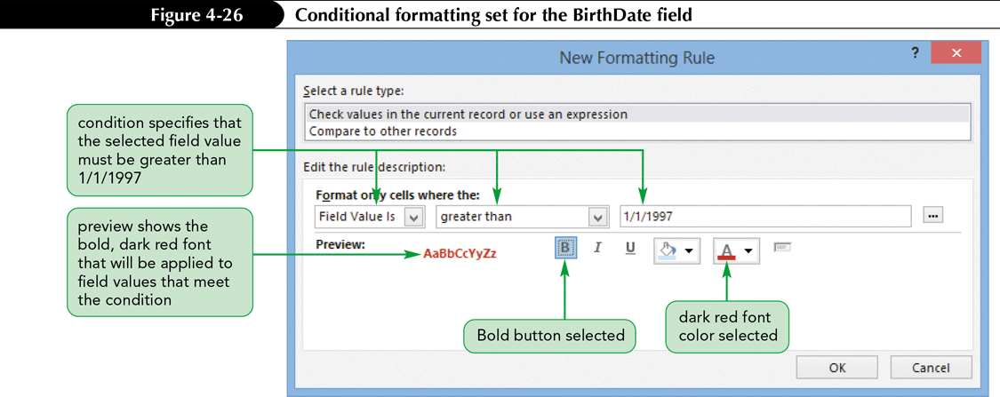 Figure 4-26 Conditional formatting set for the BirthDate field
New Formatting Rule
?
Select a rule type:
Check values in the current record or use an expression
Compare to other records
condition specifies that
the selected field value
must be greater than
1/1/1997
Edit the rule description:
Format only cells where the:
Field Value Is greater than 1/1/1997 ...
preview shows the
bold, dark red font
that will be applied to
field values that meet
the condition
Preview: AaBbCcYyZz B I U A
Bold button selected
dark red font
color selected
OK Cancel